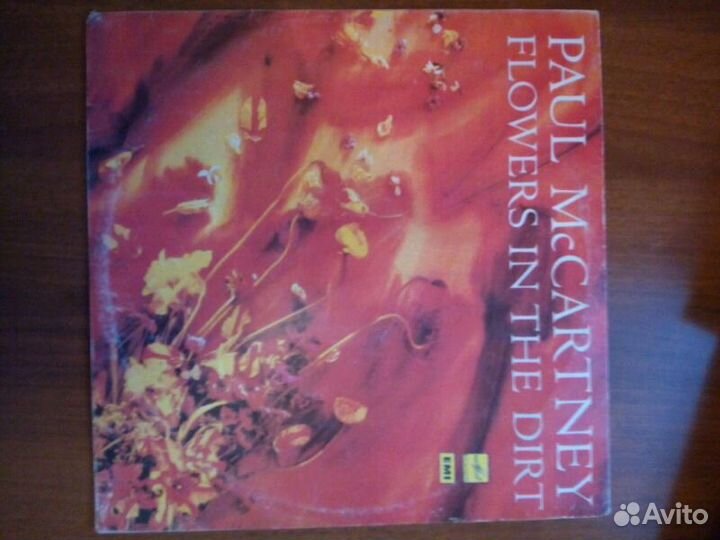 PAUL McCARTNEY
FLOWERS IN THE DIRT
EMI
Avito